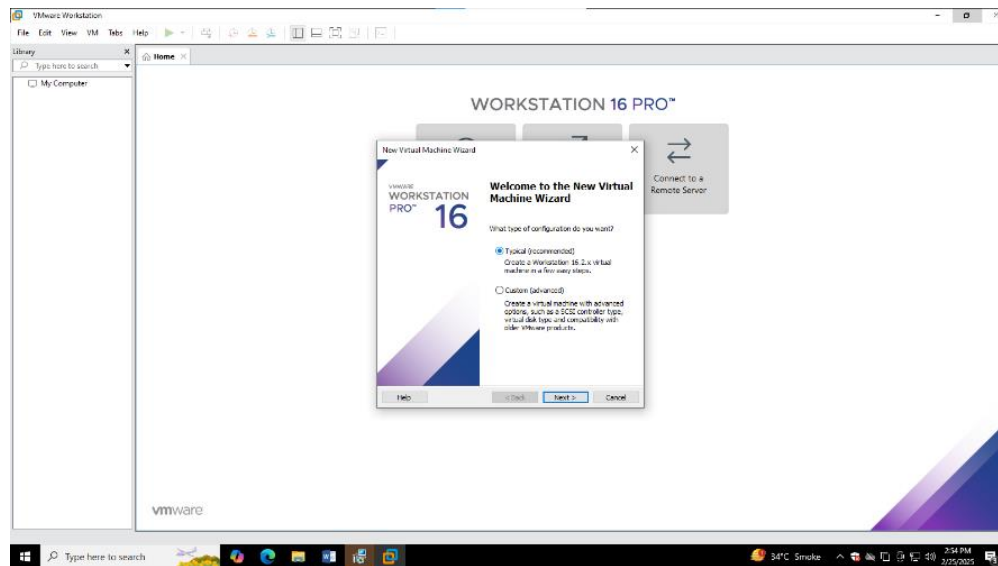 VMware Workstation
File Edit View VM Tabs Help
Library
Type here to search
My Computer
Home
WORKSTATION 16 PRO™
Connect to a
Remote Server
New Virtual Machine Wizard
VMWARE
WORKSTATION
PRO™ 16
Welcome to the New Virtual
Machine Wizard
What type of configuration do you want?
Typical (recommended)
Create a Workstation 16.2.x virtual
machine in a few easy steps.
Custom (advanced)
Create a virtual machine with advanced
options, such as a SCSI controller type,
virtual disk type and compatibility with
older VMware products.
Help < Back Next > Cancel
vmware
Type here to search
34°C Smoke
2:54 PM
2/25/2025